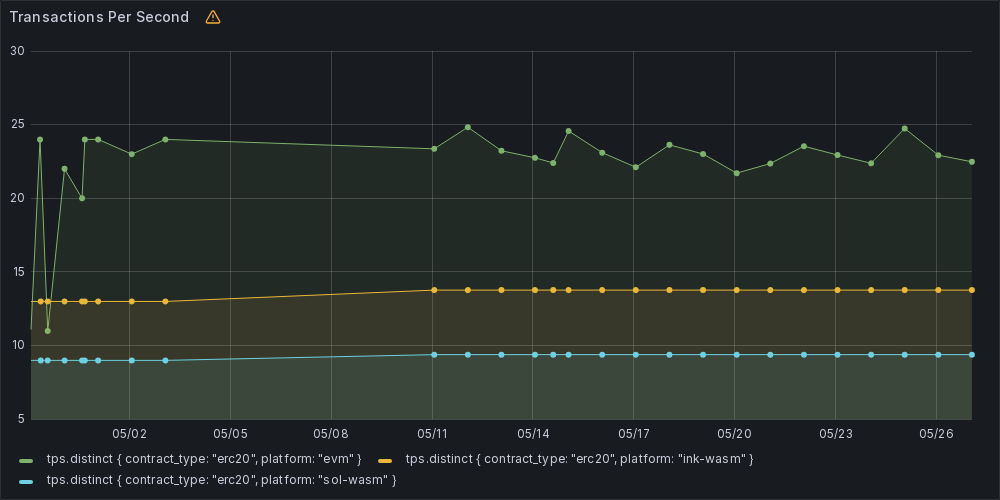 Transactions Per Second
30
25
20
15
10
5
05/02 05/05 05/08 05/11 05/14 05/17 05/20 05/23 05/26
tps.distinct { contract_type: "erc20", platform: "evm" } tps.distinct { contract_type: "erc20", platform: "ink-wasm" }
tps.distinct { contract_type: "erc20", platform: "sol-wasm" }